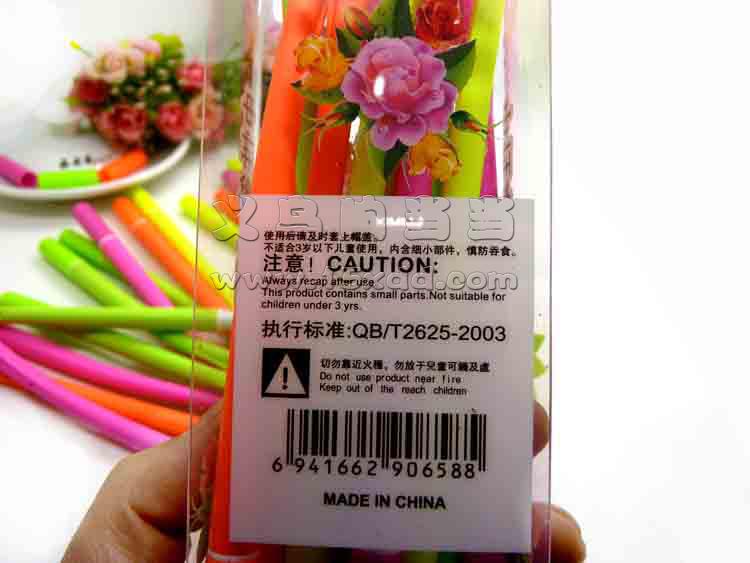 义乌的当当
使用后请及时套上帽盖。
不适合3岁以下儿童使用，内含细小部件，慎防吞食。
注意！CAUTION:
Always recap after use.
This product contains small parts.Not suitable for
children under 3 yrs.
执行标准:QB/T2625-2003
切勿靠近火種，勿放于兒童可觸及處
Do not use product near fire
Keep out of the reach children
6 941662 906588
MADE IN CHINA